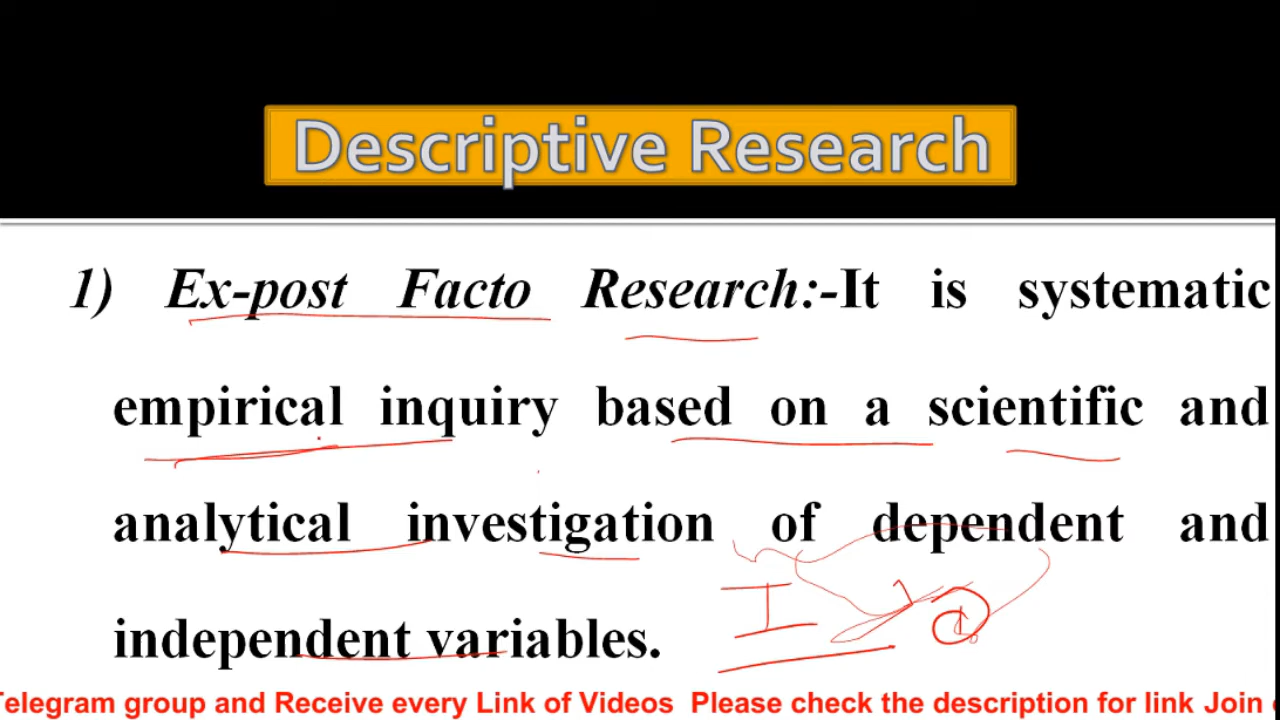 Descriptive Research
1) Ex-post Facto Research:-It is systematic
empirical inquiry based on a scientific and
analytical investigation of dependent and
independent variables.
I
Telegram group and Receive every Link of Videos Please check the description for link Join